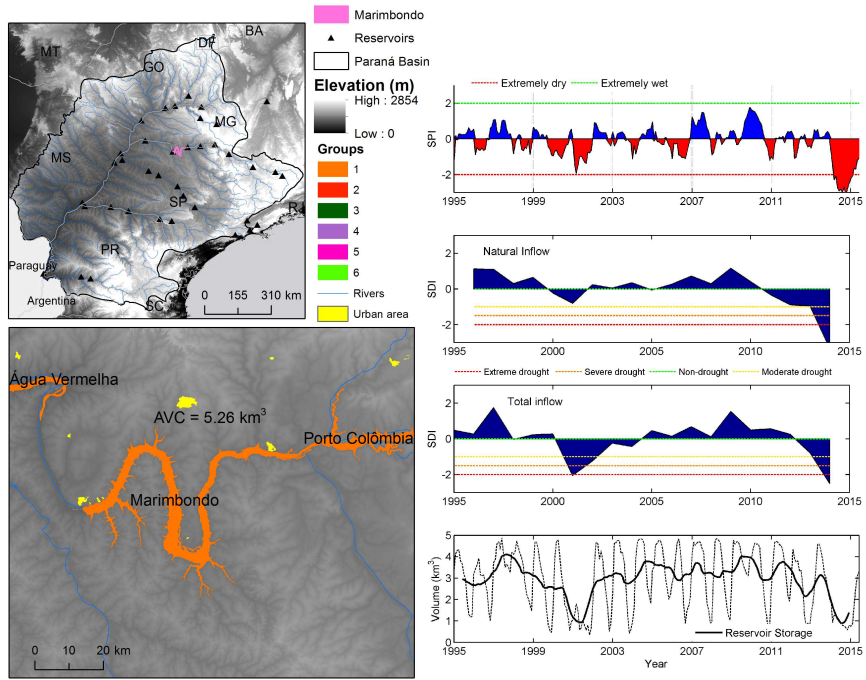 Marimbondo
Reservoirs
Paraná Basin
Elevation (m)
High : 2854
Low : 0
Groups
1
2
3
4
5
6
Rivers
Urban area
MT
BA
DF
GO
MG
MS
SP
RJ
PR
Paraguay
Argentina
SC
0 155 310 km
Água Vermelha
AVC = 5.26 km³
Porto Colômbia
Marimbondo
0 10 20 km
Extremely dry Extremely wet
SPI
2
0
-2
1995 1999 2003 2007 2011 2015
Natural Inflow
SDI
2
0
-2
1995 2000 2005 2010 2015
Extreme drought Severe drought Non-drought Moderate drought
Total inflow
SDI
2
0
-2
1995 2000 2005 2010 2015
Volume (km³)
5
4
3
2
1
0
Reservoir Storage
1995 1999 2003 2007 2011 2015
Year